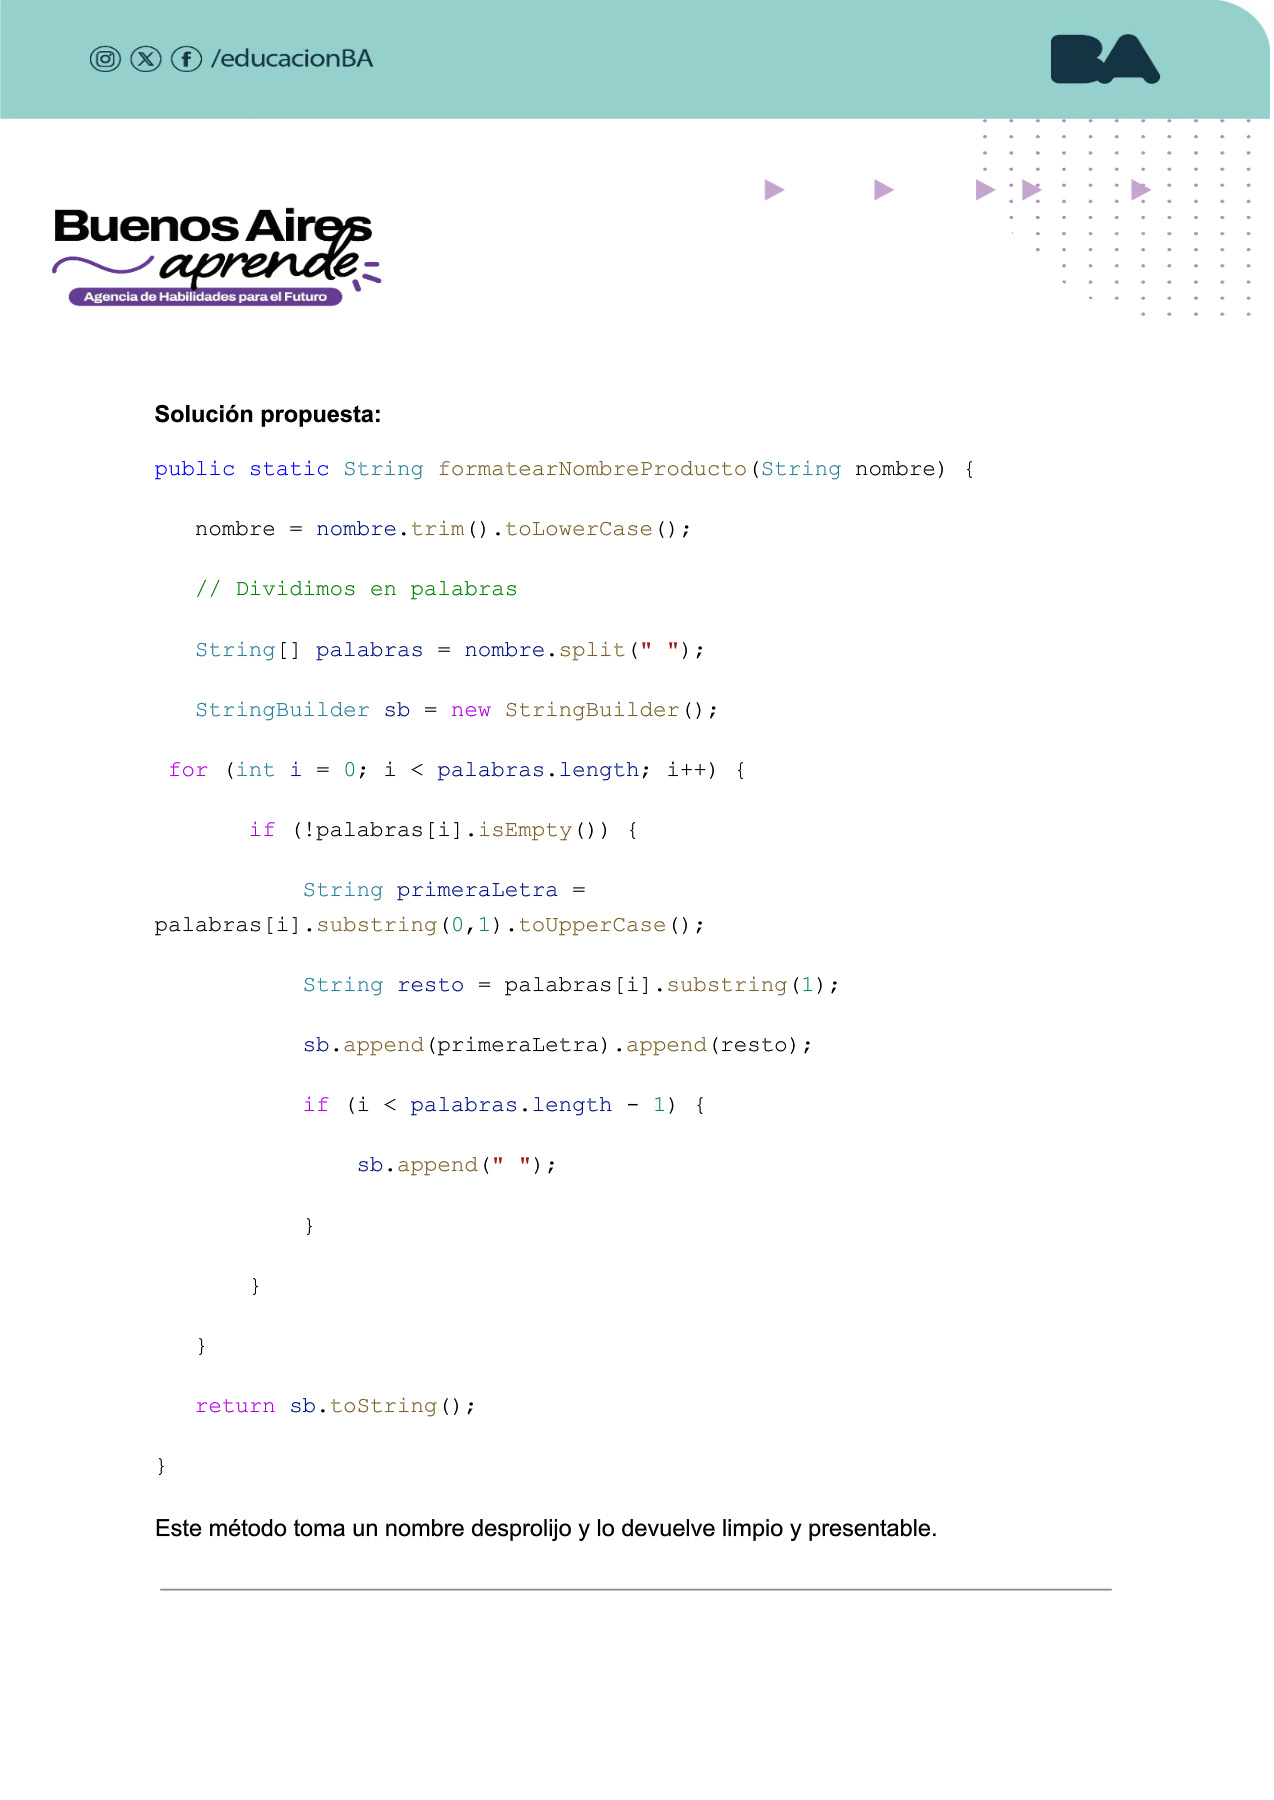 /educacionBA
BA
Buenos Aires
aprende
Agencia de Habilidades para el Futuro
Solución propuesta:
public static String formatearNombreProducto(String nombre) {
nombre = nombre.trim().toLowerCase();
// Dividimos en palabras
String[] palabras = nombre.split(" ");
StringBuilder sb = new StringBuilder();
for (int i = 0; i < palabras.length; i++) {
if (!palabras[i].isEmpty()) {
String primeraLetra =
palabras[i].substring(0,1).toUpperCase();
String resto = palabras[i].substring(1);
sb.append(primeraLetra).append(resto);
if (i < palabras.length - 1) {
sb.append(" ");
}
}
}
return sb.toString();
}
Este método toma un nombre desprolijo y lo devuelve limpio y presentable.